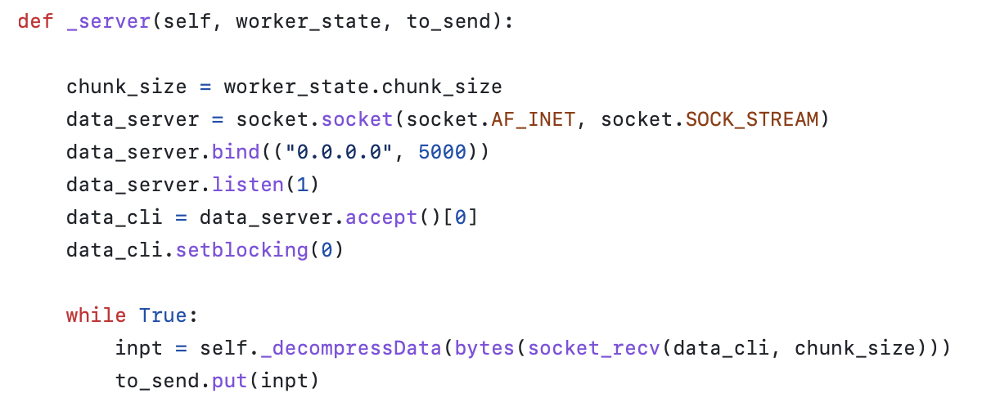 def _server(self, worker_state, to_send):
    chunk_size = worker_state.chunk_size
    data_server = socket.socket(socket.AF_INET, socket.SOCK_STREAM)
    data_server.bind(("0.0.0.0", 5000))
    data_server.listen(1)
    data_cli = data_server.accept()[0]
    data_cli.setblocking(0)
    while True:
        inpt = self._decompressData(bytes(socket_recv(data_cli, chunk_size)))
        to_send.put(inpt)